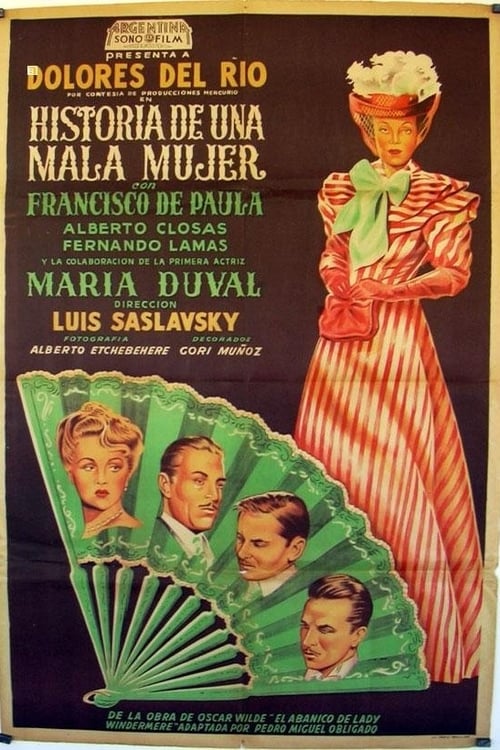 ARGENTINA
SONO FILM
PRESENTA A
DOLORES DEL RIO
POR CORTESIA DE PRODUCCIONES MERCURIO
EN
HISTORIA DE UNA
MALA MUJER
con
FRANCISCO DE PAULA
ALBERTO CLOSAS
FERNANDO LAMAS
Y LA COLABORACION DE LA PRIMERA ACTRIZ
MARIA DUVAL
DIRECCION
LUIS SASLAVSKY
FOTOGRAFIA DECORADOS
ALBERTO ETCHEBEHERE GORI MUÑOZ
DE LA OBRA DE OSCAR WILDE "EL ABANICO DE LADY
WINDERMERE" ADAPTADA POR PEDRO MIGUEL OBLIGADO